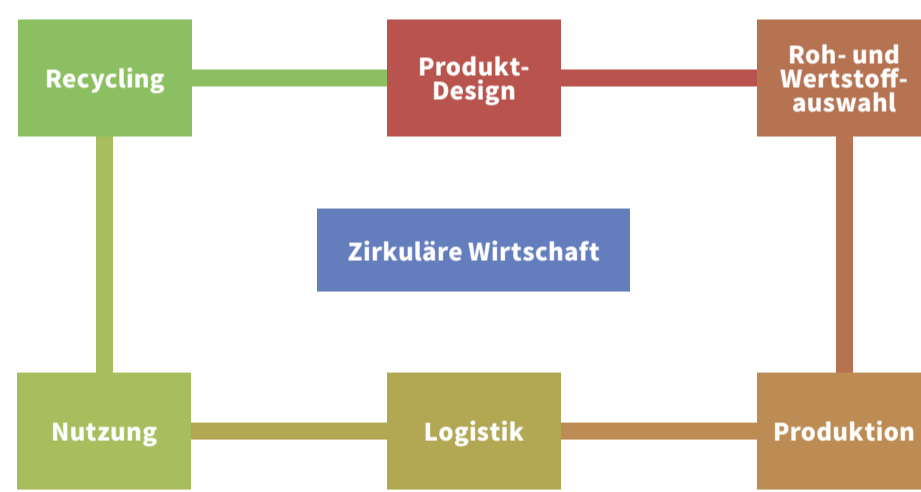 Recycling
Produkt-
Design
Roh- und
Wertstoff-
auswahl
Zirkuläre Wirtschaft
Nutzung
Logistik
Produktion